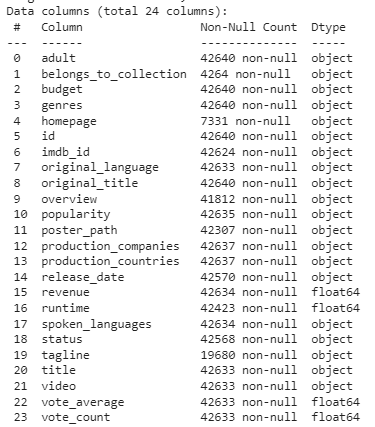 Data columns (total 24 columns):
 #   Column                 Non-Null Count  Dtype
---  ------                 --------------  -----
 0   adult                  42640 non-null  object
 1   belongs_to_collection  4264 non-null   object
 2   budget                 42640 non-null  object
 3   genres                 42640 non-null  object
 4   homepage               7331 non-null   object
 5   id                     42640 non-null  object
 6   imdb_id                42624 non-null  object
 7   original_language      42633 non-null  object
 8   original_title         42640 non-null  object
 9   overview               41812 non-null  object
 10  popularity             42635 non-null  object
 11  poster_path            42307 non-null  object
 12  production_companies   42637 non-null  object
 13  production_countries   42637 non-null  object
 14  release_date           42570 non-null  object
 15  revenue                42634 non-null  float64
 16  runtime                42423 non-null  float64
 17  spoken_languages       42634 non-null  object
 18  status                 42568 non-null  object
 19  tagline                19680 non-null  object
 20  title                  42633 non-null  object
 21  video                  42633 non-null  object
 22  vote_average           42633 non-null  float64
 23  vote_count             42633 non-null  float64